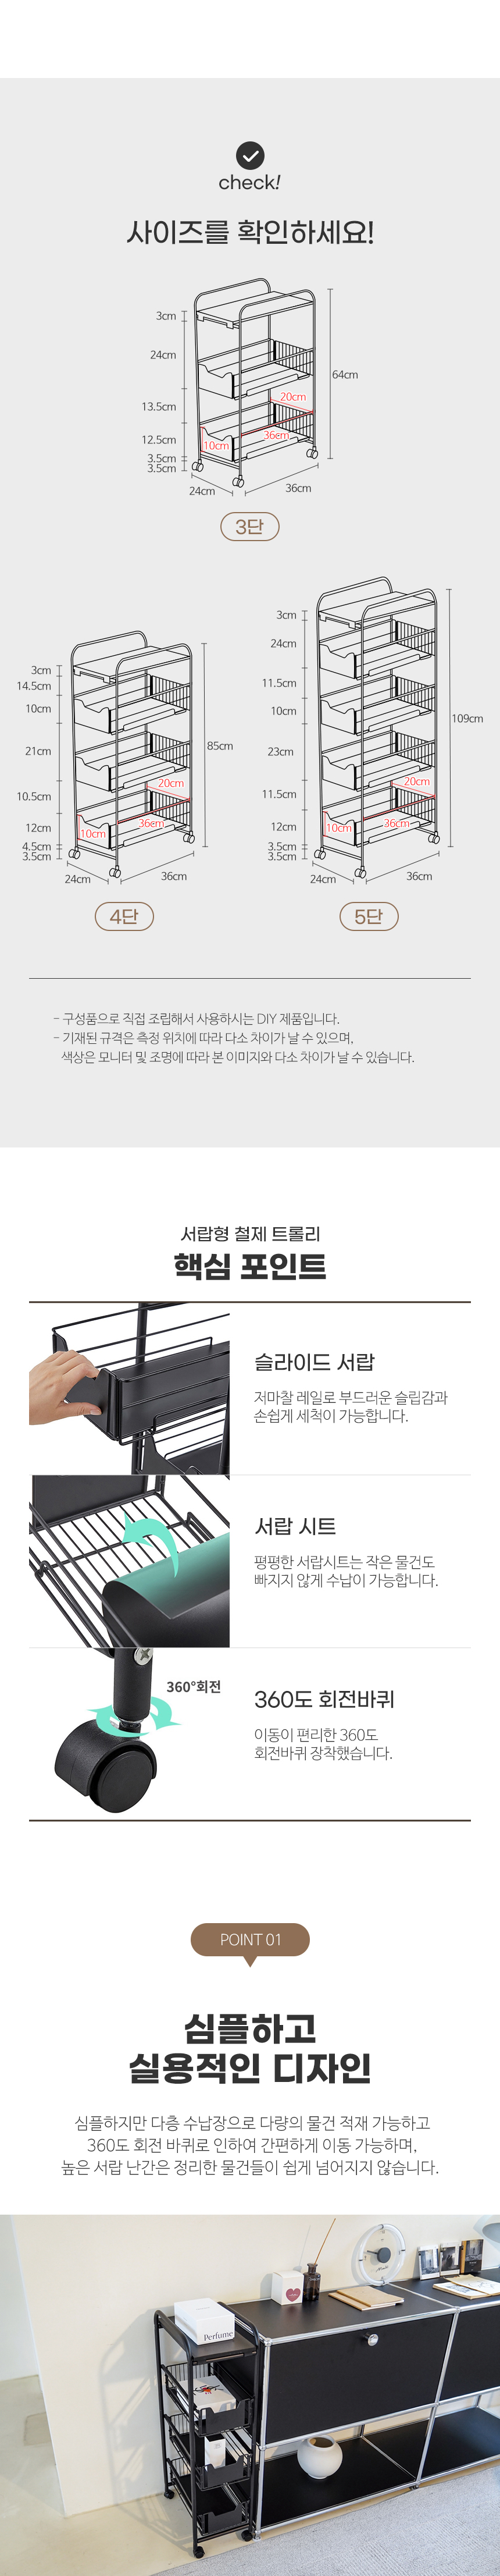 check!
사이즈를 확인하세요!
3cm
24cm
13.5cm
12.5cm
3.5cm
3.5cm
64cm
20cm
36cm
10cm
24cm
36cm
3단
3cm
14.5cm
10cm
21cm
10.5cm
12cm
4.5cm
3.5cm
85cm
20cm
36cm
10cm
24cm
36cm
4단
3cm
24cm
11.5cm
10cm
23cm
11.5cm
12cm
3.5cm
3.5cm
109cm
20cm
36cm
10cm
24cm
36cm
5단
- 구성품으로 직접 조립해서 사용하시는 DIY 제품입니다.
- 기재된 규격은 측정 위치에 따라 다소 차이가 날 수 있으며,
색상은 모니터 및 조명에 따라 본 이미지와 다소 차이가 날 수 있습니다.
서랍형 철제 트롤리
핵심 포인트
슬라이드 서랍
저마찰 레일로 부드러운 슬립감과
손쉽게 세척이 가능합니다.
서랍 시트
평평한 서랍시트는 작은 물건도
빠지지 않게 수납이 가능합니다.
360°회전
360도 회전바퀴
이동이 편리한 360도
회전바퀴 장착했습니다.
POINT 01
심플하고
실용적인 디자인
심플하지만 다층 수납장으로 다량의 물건 적재 가능하고
360도 회전 바퀴로 인하여 간편하게 이동 가능하며,
높은 서랍 난간은 정리한 물건들이 쉽게 넘어지지 않습니다.
Perfume